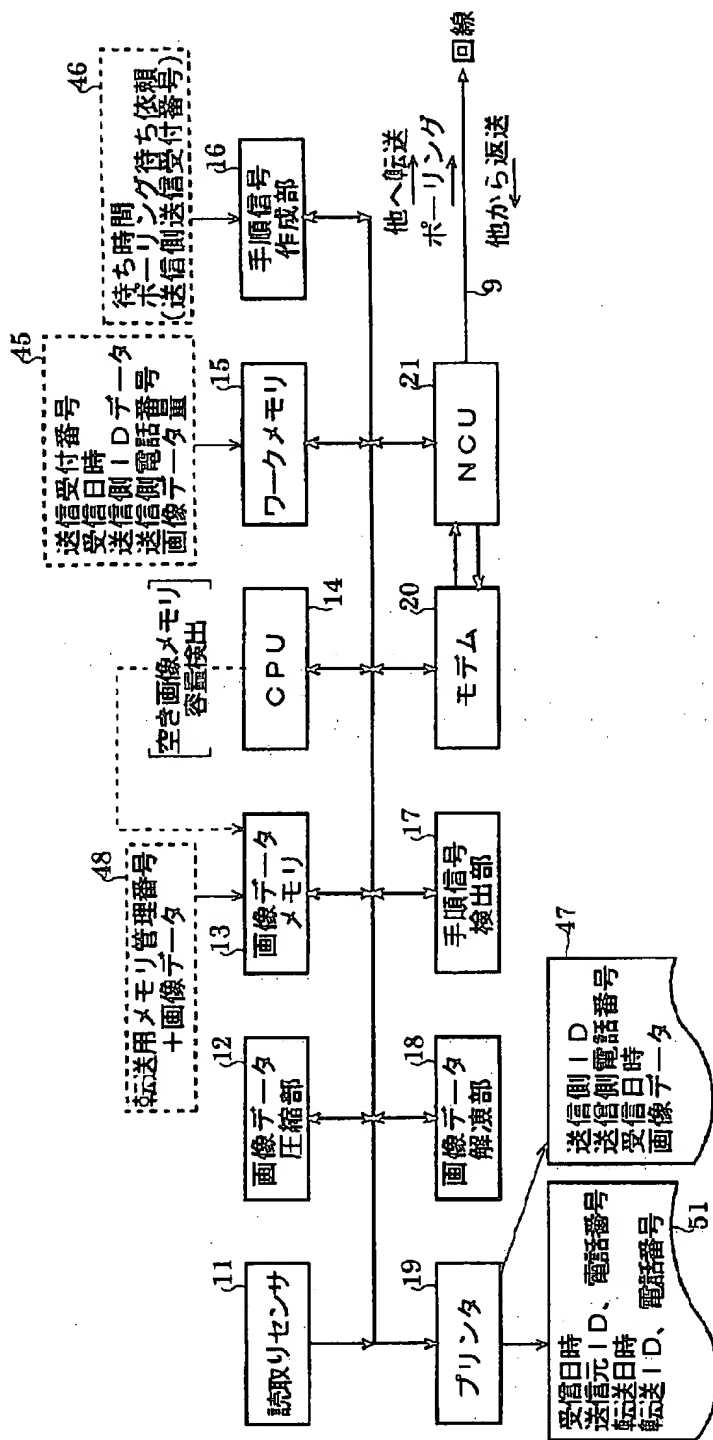 11
読取りセンサ
12
画像データ
圧縮部
48
転送用メモリ管理番号
+画像データ
13
画像データ
メモリ
空き画像メモリ
容量検出
14
CPU
45
送信受付番号
受信日時
送信側IDデータ
送信側電話番号
画像データ量
15
ワークメモリ
46
待ち時間
ポーリング待ち依頼
(送信側送信受付番号)
16
手順信号
作成部
19
プリンタ
18
画像データ
解凍部
17
手順信号
検出部
20
モデム
21
NCU
9
他へ転送
ポーリング
他から返送
回線
51
受信日時
送信元ID、電話番号
転送日時
転送ID、電話番号
47
送信側ID
送信側電話番号
受信日時
画像データ